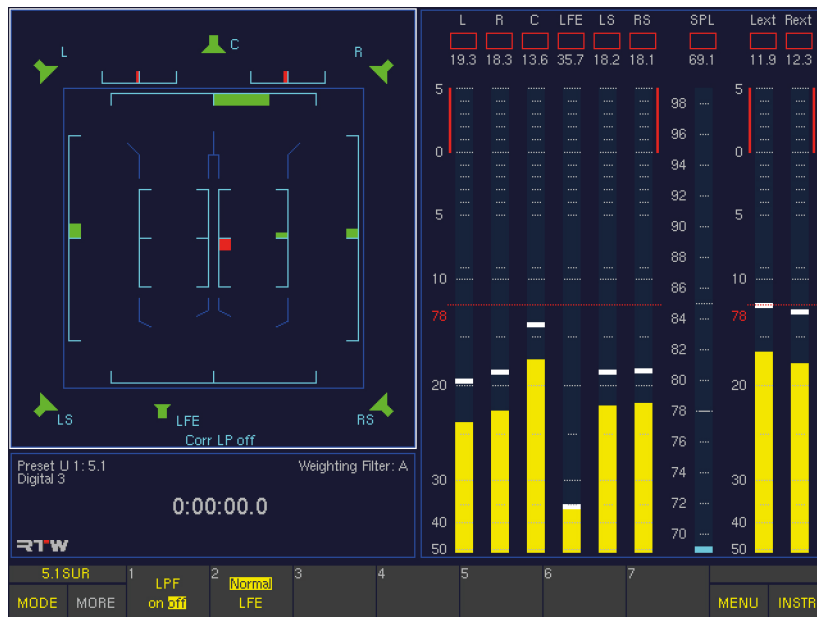 L
C
R
LS
LFE
RS
Corr LP off
Preset U 1: 5.1
Weighting Filter: A
Digital 3
0:00:00.0
RTW
L R C LFE LS RS SPL Lext Rext
19.3 18.3 13.6 35.7 18.2 18.1 69.1 11.9 12.3
5
0
5
10
78
20
30
40
50
98
96
94
92
90
88
86
84
82
80
78
76
74
72
70
5
0
5
10
78
20
30
40
50
5.1SUR 1 2 3 4 5 6 7
LPF Normal
MODE MORE on off LFE MENU INSTR